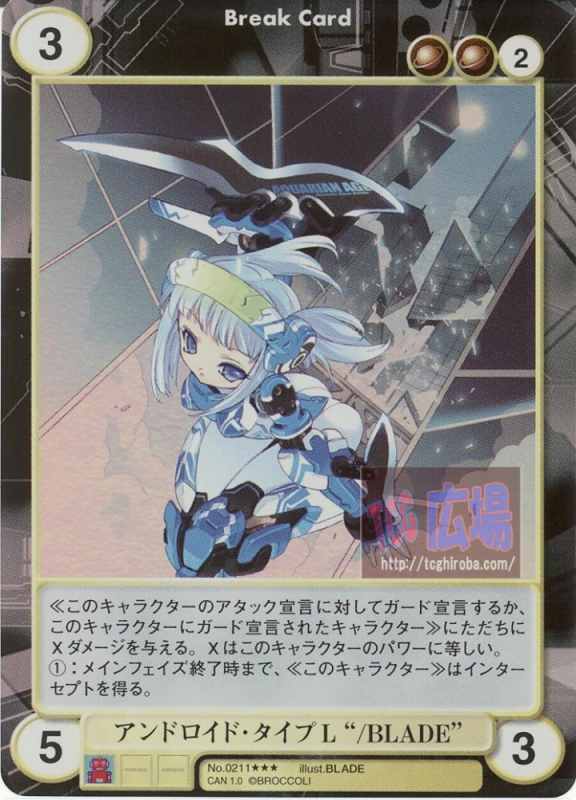 Break Card
3
2
AQUARIAN AGE
広場
http://tcghiroba.com/
≪このキャラクターのアタック宣言に対してガード宣言するか、
このキャラクターにガード宣言されたキャラクター≫にただちに
Xダメージを与える。Xはこのキャラクターのパワーに等しい。
①：メインフェイズ終了時まで、≪このキャラクター≫はインター
セプトを得る。
アンドロイド・タイプL “/BLADE”
5
3
No.0211★★★ illust.BLADE
CAN 1.0 ©BROCCOLI